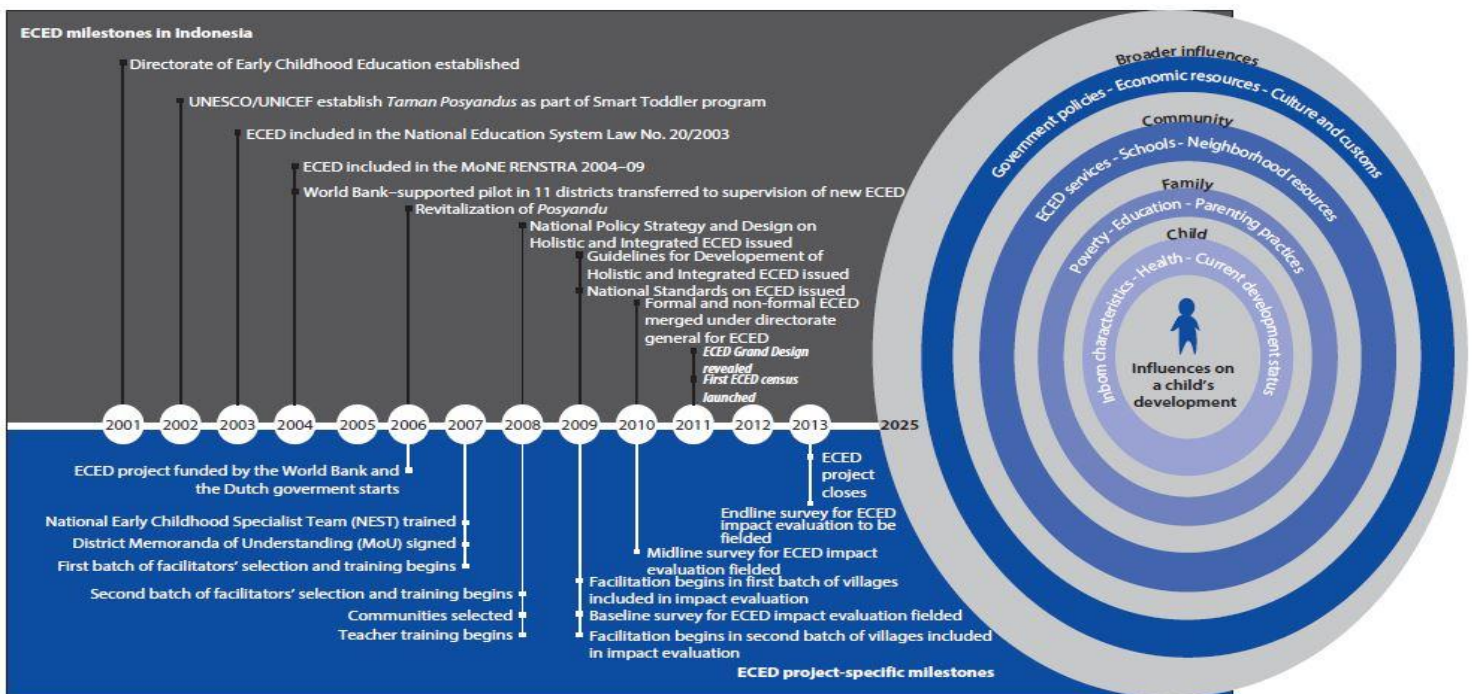 ECED milestones in Indonesia
Directorate of Early Childhood Education established
UNESCO/UNICEF establish Taman Posyandus as part of Smart Toddler program
ECED included in the National Education System Law No. 20/2003
ECED included in the MoNE RENSTRA 2004–09
World Bank–supported pilot in 11 districts transferred to supervision of new ECED
Revitalization of Posyandu
National Policy Strategy and Design on
Holistic and Integrated ECED issued
Guidelines for Developement of
Holistic and Integrated ECED issued
National Standards on ECED issued
Formal and non-formal ECED
merged under directorate
general for ECED
ECED Grand Design
revealed
First ECED census
launched
2001 2002 2003 2004 2005 2006 2007 2008 2009 2010 2011 2012 2013 2025
ECED project funded by the World Bank and
the Dutch goverment starts
National Early Childhood Specialist Team (NEST) trained
District Memoranda of Understanding (MoU) signed
First batch of facilitators’ selection and training begins
Second batch of facilitators’ selection and training begins
Communities selected
Teacher training begins
ECED
project
closes
Endline survey for ECED
impact evaluation to be
fielded
Midline survey for ECED impact
evaluation fielded
Facilitation begins in first batch of villages
included in impact evaluation
Baseline survey for ECED impact evaluation fielded
Facilitation begins in second batch of villages included
in impact evaluation
ECED project-specific milestones
Broader influences
Government policies - Economic resources - Culture and customs
Community
ECED services - Schools - Neighborhood resources
Family
Poverty - Education - Parenting practices
Child
Inborn characteristics - Health - Current development status
Influences on
a child’s
development